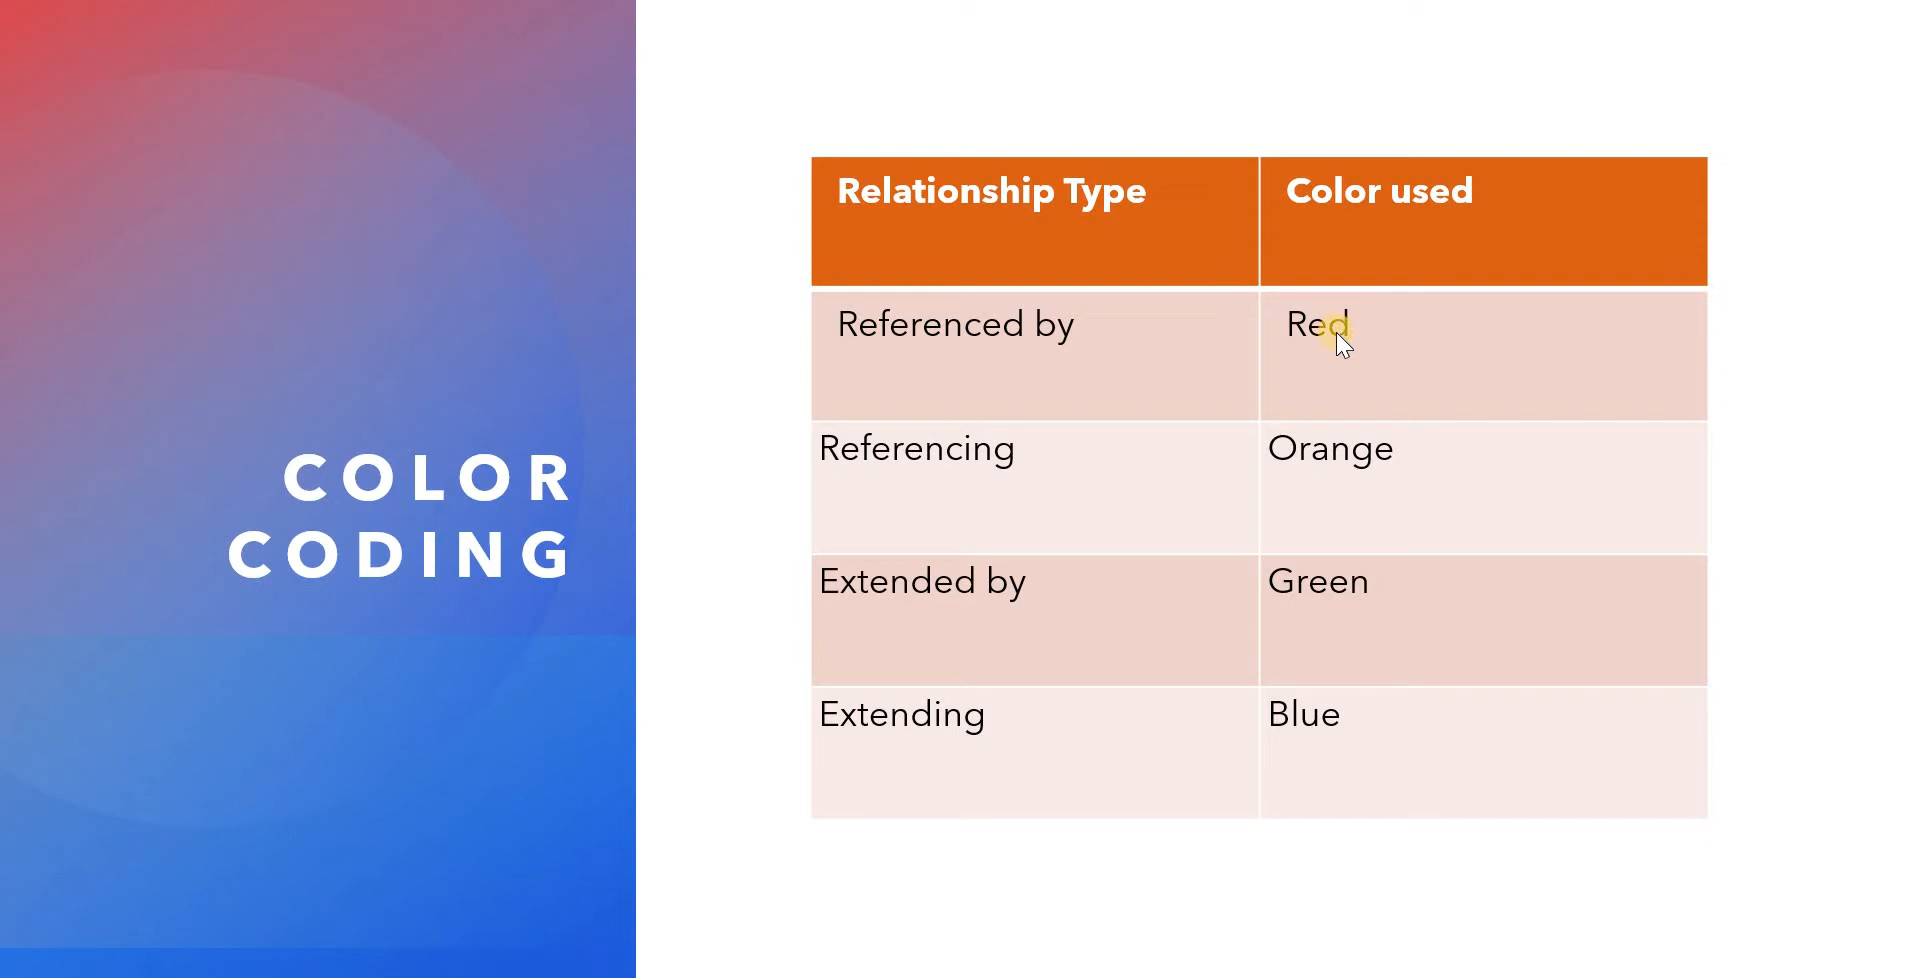 COLOR
CODING
Relationship Type Color used
Referenced by Red
Referencing Orange
Extended by Green
Extending Blue